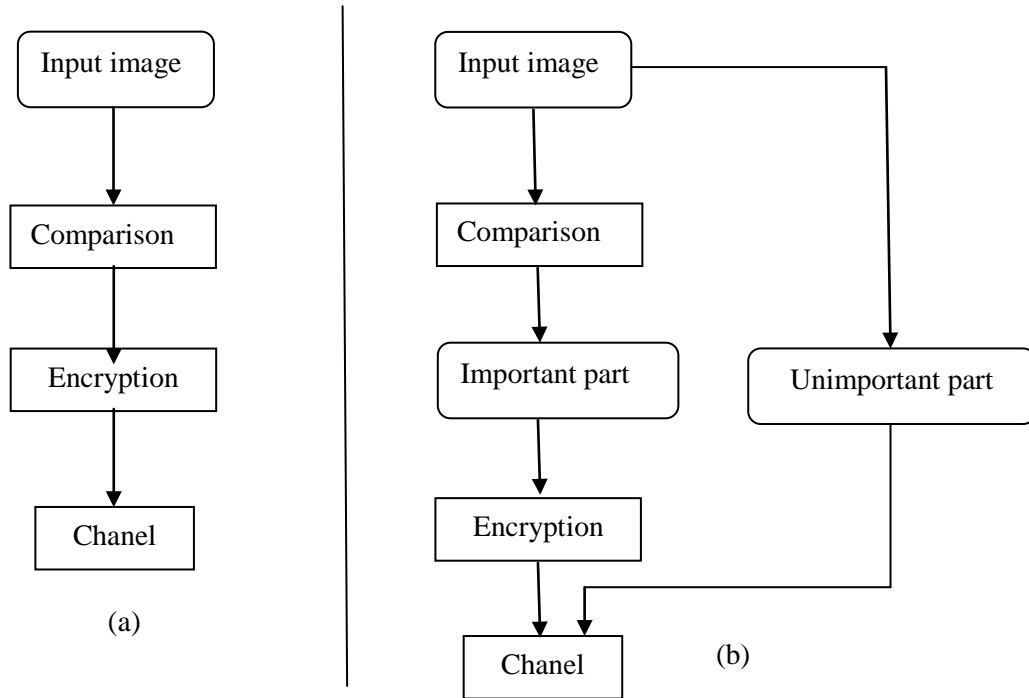 Input image
Comparison
Encryption
Chanel
(a)
Input image
Comparison
Important part
Unimportant part
Encryption
Chanel
(b)